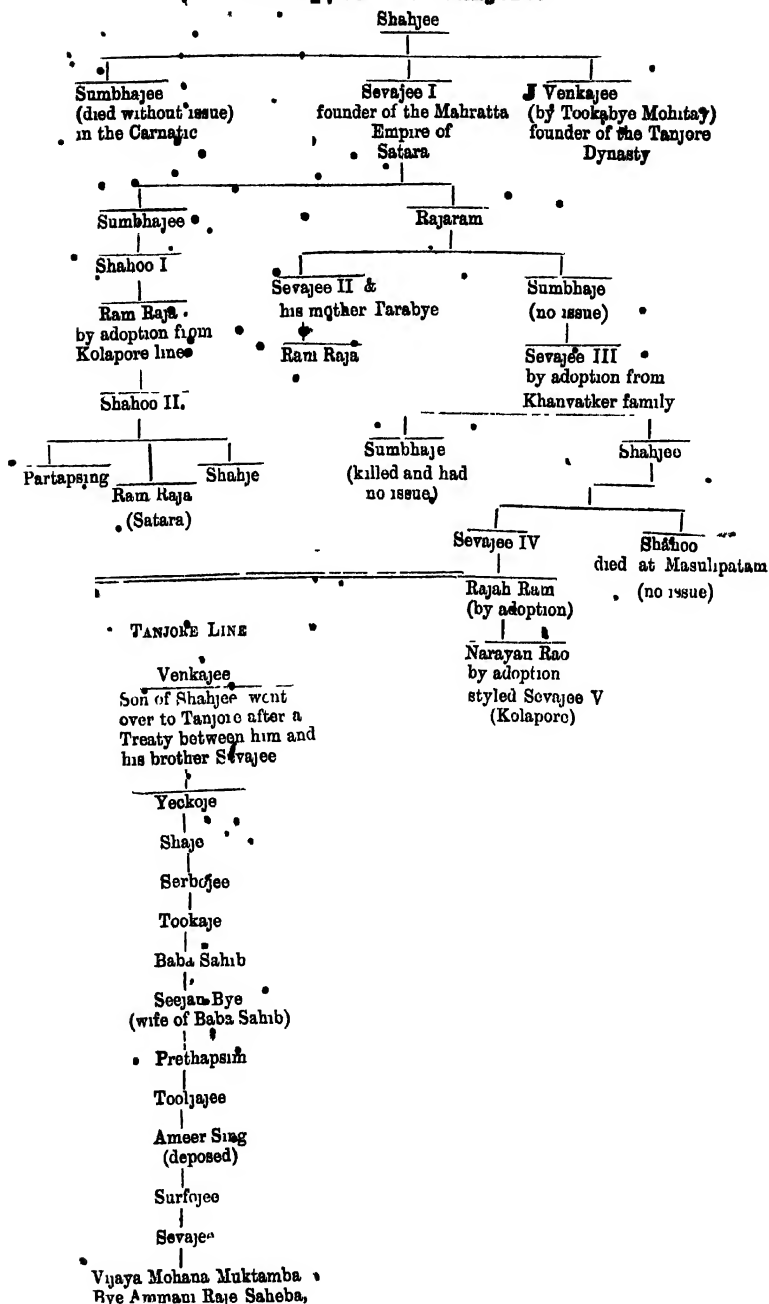 Shahjee
Sumbhajee
(died without issue)
in the Carnatic
Sevajee I
founder of the Mahratta
Empire of
Satara
Venkajee
(by Tookabye Mohitay)
founder of the Tanjore
Dynasty
Sumbhajee
Rajaram
Shahoo I
Sevajee II &
his mother Tarabye
Sumbhaje
(no issue)
Ram Raja
by adoption from
Kolapore line
Ram Raja
Sevajee III
by adoption from
Khanvatker family
Shahoo II.
Sumbhaje
(killed and had
no issue)
Shahjee
Partapsing
Ram Raja
(Satara)
Shahje
Sevajee IV
Shahoo
died at Masulipatam
(no issue)
Rajah Ram
(by adoption)
Narayan Rao
by adoption
styled Sevajee V
(Kolapore)
TANJORE LINE
Venkajee
Son of Shahjee went
over to Tanjore after a
Treaty between him and
his brother Sevajee
Yeckoje
Shaje
Serbojee
Tookaje
Baba Sahib
Seejan Bye
(wife of Baba Sahib)
Prethapsim
Tooljajee
Ameer Sing
(deposed)
Surfojee
Sevajee
Vijaya Mohana Muktamba
Bye Ammani Raje Saheba,